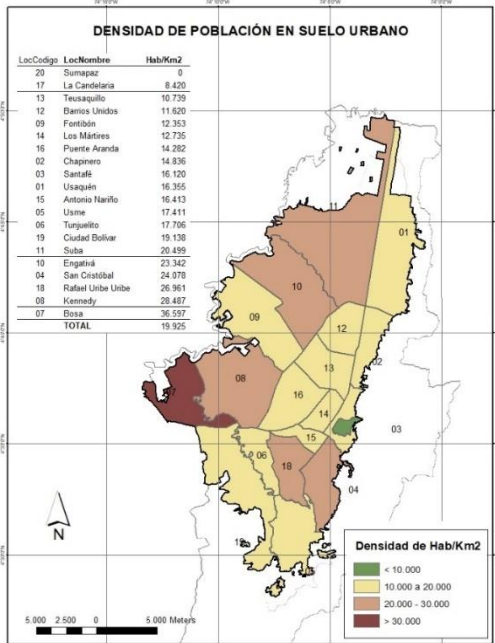 DENSIDAD DE POBLACIÓN EN SUELO URBANO
LocCodigo LocNombre Hab/Km2
20 Sumapaz 0
17 La Candelaria 8.420
13 Teusaquillo 10.739
12 Barrios Unidos 11.620
09 Fontibón 12.353
14 Los Mártires 12.735
16 Puente Aranda 14.282
02 Chapinero 14.836
03 Santafé 16.120
01 Usaquén 16.355
15 Antonio Nariño 16.413
05 Usme 17.411
06 Tunjuelito 17.706
19 Ciudad Bolívar 19.138
11 Suba 20.499
10 Engativá 23.342
04 San Cristóbal 24.078
18 Rafael Uribe Uribe 26.961
08 Kennedy 28.487
07 Bosa 36.597
TOTAL 19.925
11
01
10
09
12
02
13
08
16
14
03
15
06
18
04
N
5.000 2.500 0 5.000 Meters
Densidad de Hab/Km2
< 10.000
10.000 a 20.000
20.000 - 30.000
> 30.000